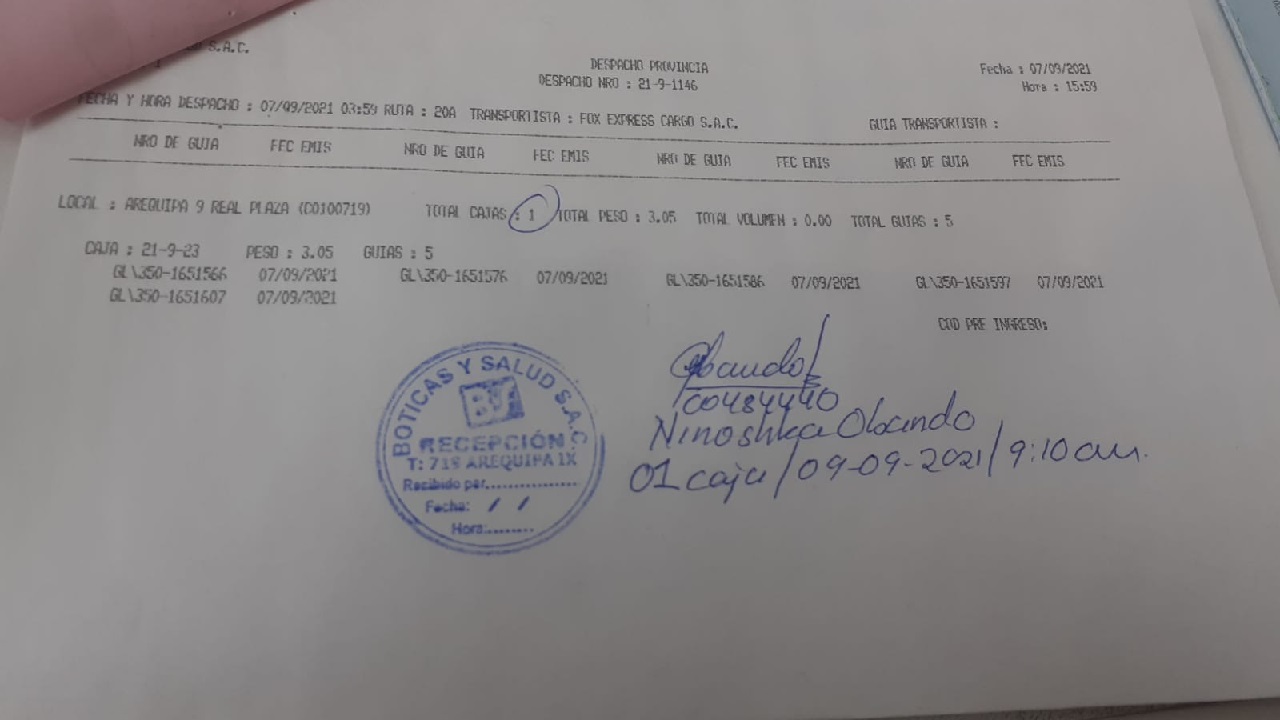 S.A.C.
DESPACHO PROVINCIA
Fecha : 07/09/2021
DESPACHO NRO : 21-9-1146
Hora : 15:59
FECHA Y HORA DESPACHO : 07/09/2021 03:59 RUTA : 20A TRANSPORTISTA : FOX EXPRESS CARGO S.A.C. GUIA TRANSPORTISTA :
NRO DE GUIA FEC EMIS NRO DE GUIA FEC EMIS NRO DE GUIA FEC EMIS NRO DE GUIA FEC EMIS
LOCAL : AREQUIPA 9 REAL PLAZA (C0100719) TOTAL CAJAS : 1 TOTAL PESO : 3.05 TOTAL VOLUMEN : 0.00 TOTAL GUIAS : 5
CAJA : 21-9-23 PESO : 3.05 GUIAS : 5
GL\350-1651566 07/09/2021 GL\350-1651576 07/09/2021 GL\350-1651586 07/09/2021 GL\350-1651597 07/09/2021
GL\350-1651607 07/09/2021
COD PRE INGRESO:
BOTICAS Y SALUD S.A.C
BS
RECEPCIÓN
T: 719 AREQUIPA IX
Recibido por
Fecha: / /
Hora:
Obando
00484440
Ninoshka Obando
01 caja / 09-09-2021 / 9:10 am.